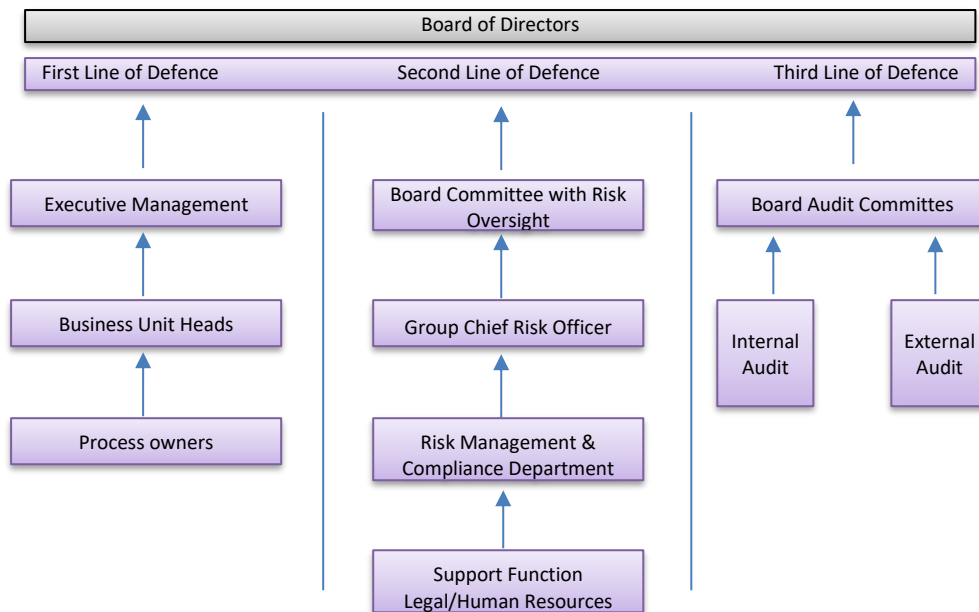 Board of Directors
First Line of Defence
Second Line of Defence
Third Line of Defence
Executive Management
Board Committee with Risk
Oversight
Board Audit Committes
Business Unit Heads
Group Chief Risk Officer
Internal
Audit
External
Audit
Process owners
Risk Management &
Compliance Department
Support Function
Legal/Human Resources